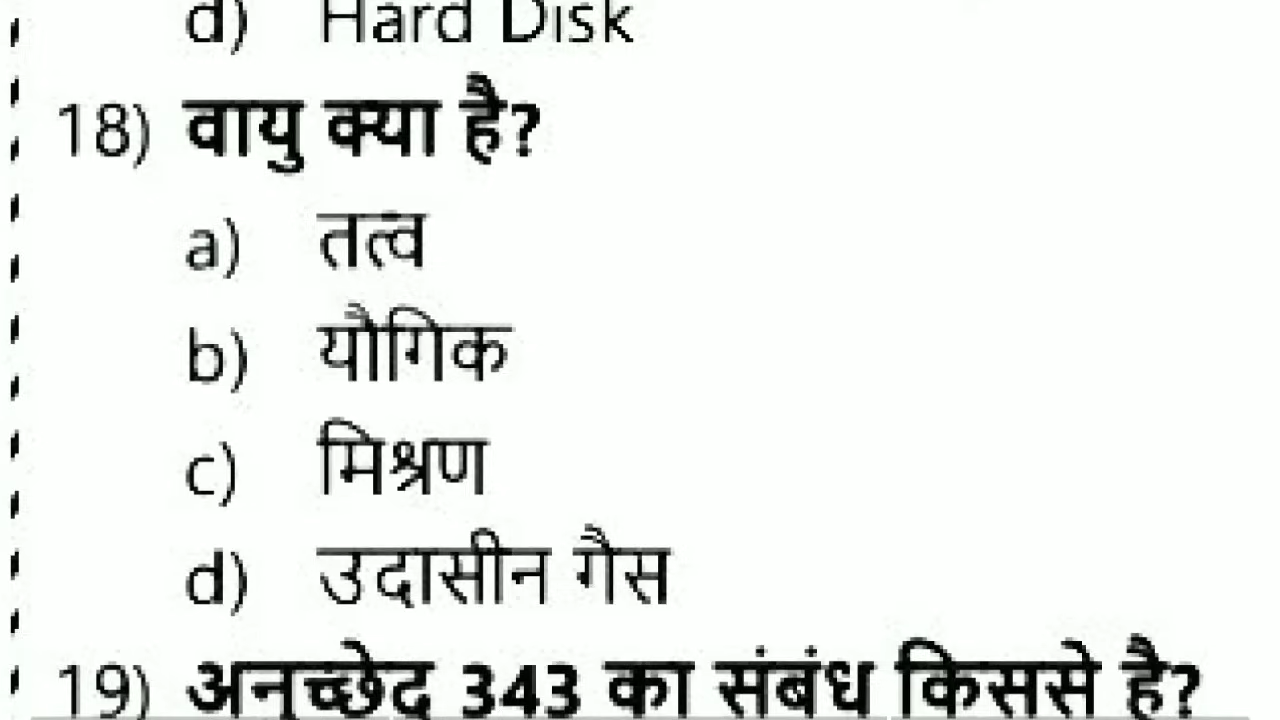 d) Hard Disk
18) वायु क्या है?
a) तत्व
b) यौगिक
c) मिश्रण
d) उदासीन गैस
19) अनुच्छेद 343 का संबंध किससे है?